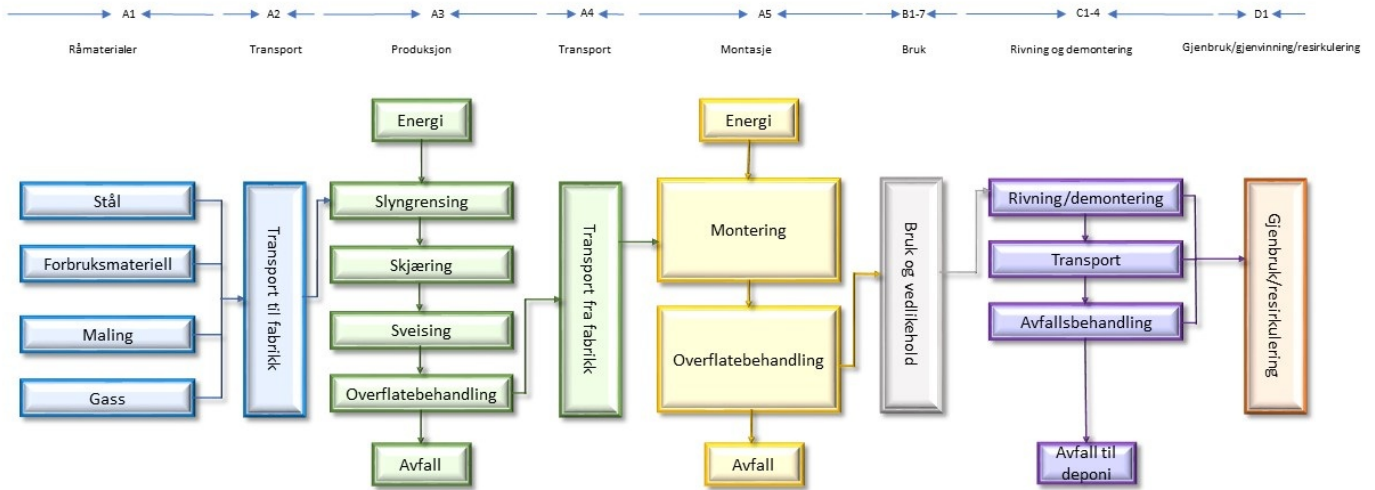 A1
A2
A3
A4
A5
B1-7
C1-4
D1
Råmaterialer
Transport
Produksjon
Transport
Montasje
Bruk
Rivning og demontering
Gjenbruk/gjenvinning/resirkulering
Stål
Forbruksmateriell
Maling
Gass
Transport til fabrikk
Energi
Slyngrensing
Skjæring
Sveising
Overflatebehandling
Avfall
Transport fra fabrikk
Energi
Montering
Overflatebehandling
Avfall
Bruk og vedlikehold
Rivning/demontering
Transport
Avfallsbehandling
Avfall til
deponi
Gjenbruk/resirkulering